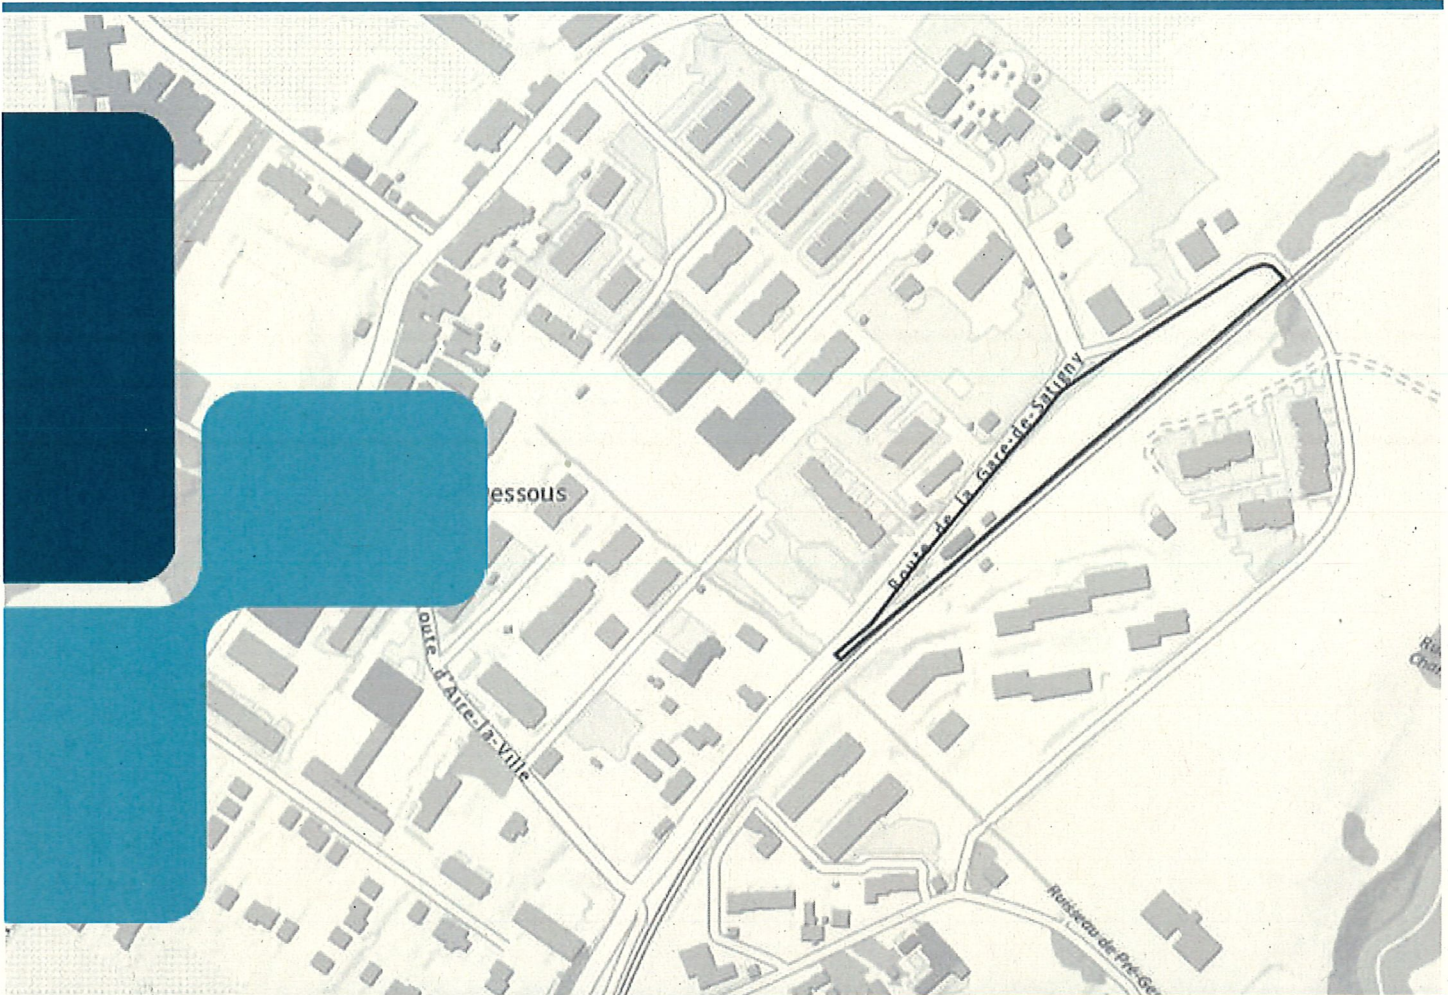 Route de la Gare-de-Satigny
essous
oute d'Aire-la-Ville
Ruisseau de Pré-Ge